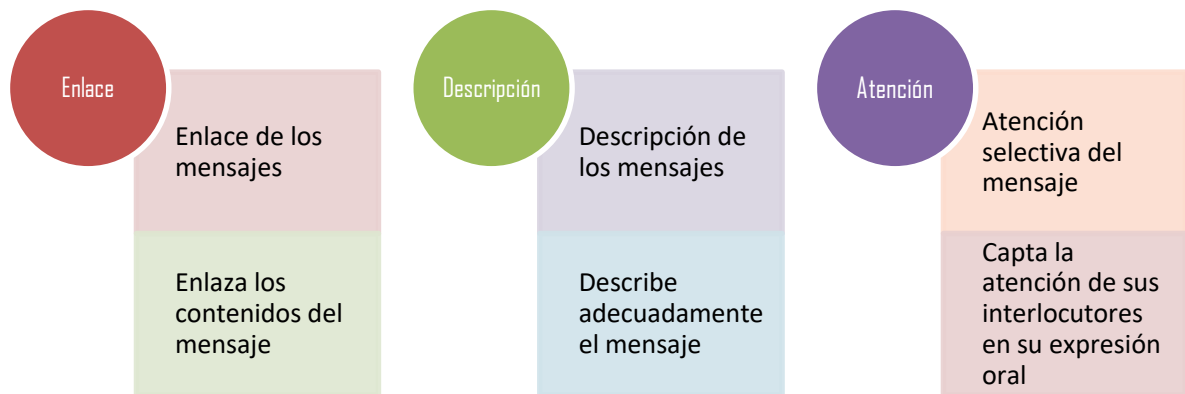 Enlace
Enlace de los
mensajes
Enlaza los
contenidos del
mensaje
Descripción
Descripción de
los mensajes
Describe
adecuadamente
el mensaje
Atención
Atención
selectiva del
mensaje
Capta la
atención de sus
interlocutores
en su expresión
oral